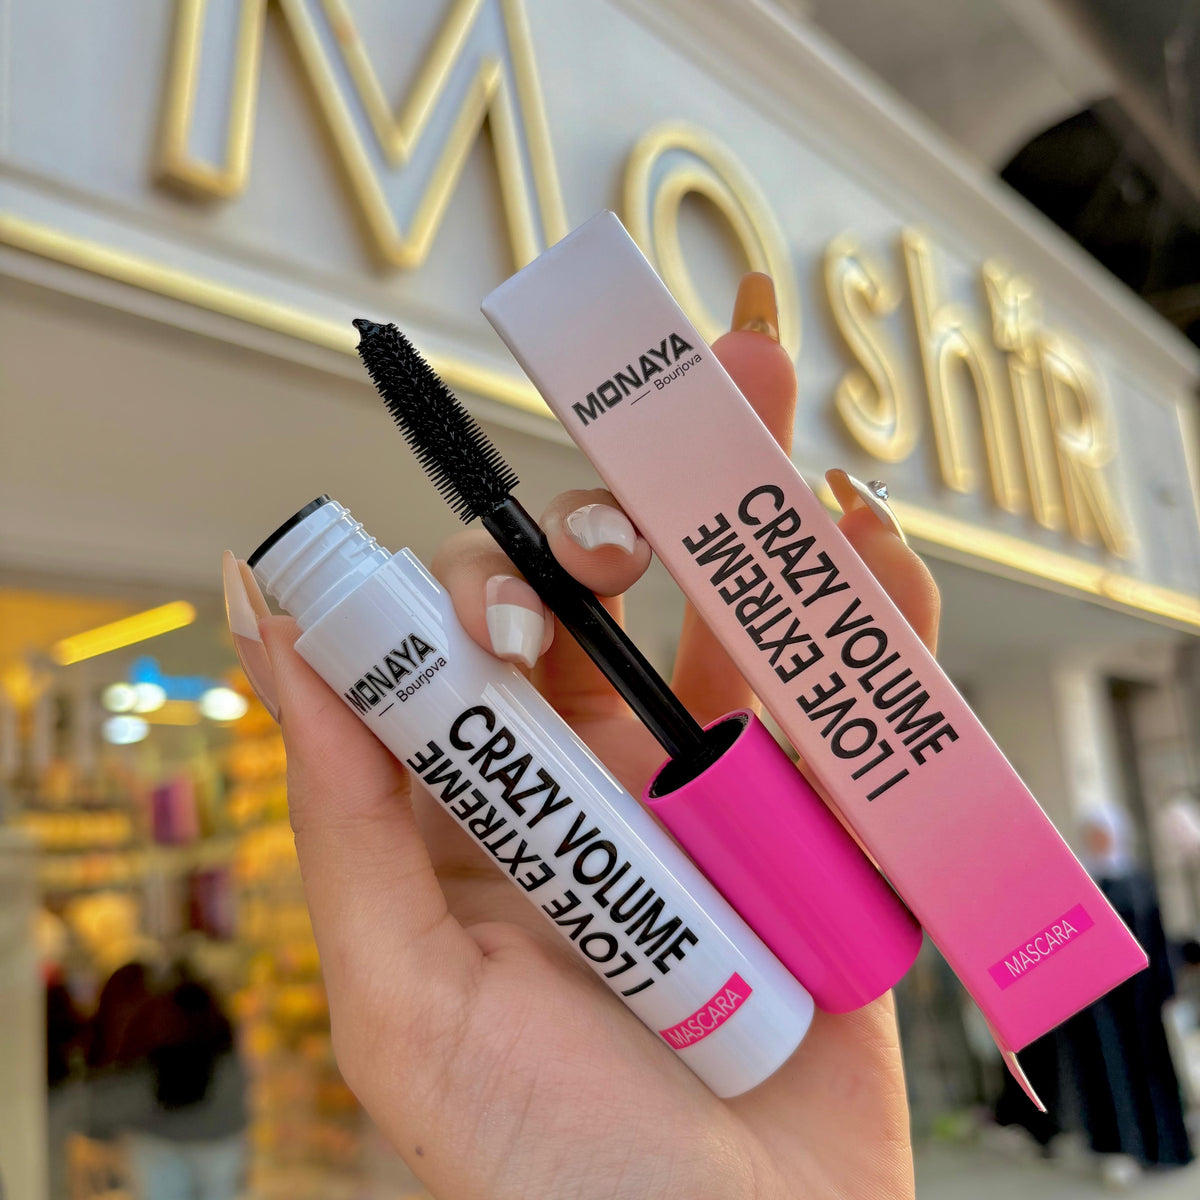 MOshiR
MONAYA
— Bourjova
CRAZY VOLUME
I LOVE EXTREME
MASCARA
MONAYA
— Bourjova
CRAZY VOLUME
I LOVE EXTREME
MASCARA